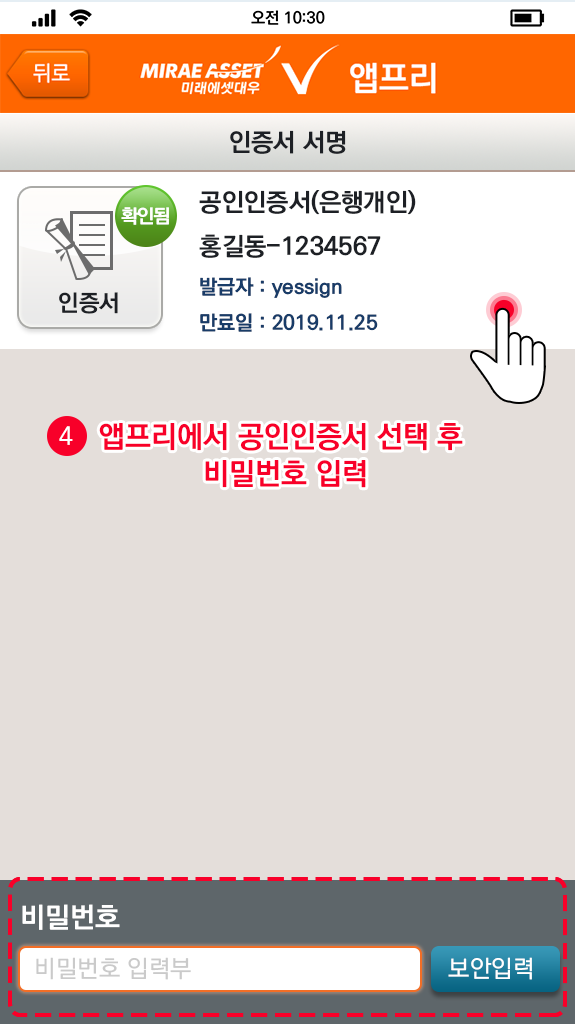 오전 10:30
뒤로
MIRAE ASSET
미래에셋대우
앱프리
인증서 서명
확인됨
인증서
공인인증서(은행개인)
홍길동-1234567
발급자 : yessign
만료일 : 2019.11.25
4 앱프리에서 공인인증서 선택 후
비밀번호 입력
비밀번호
비밀번호 입력부
보안입력